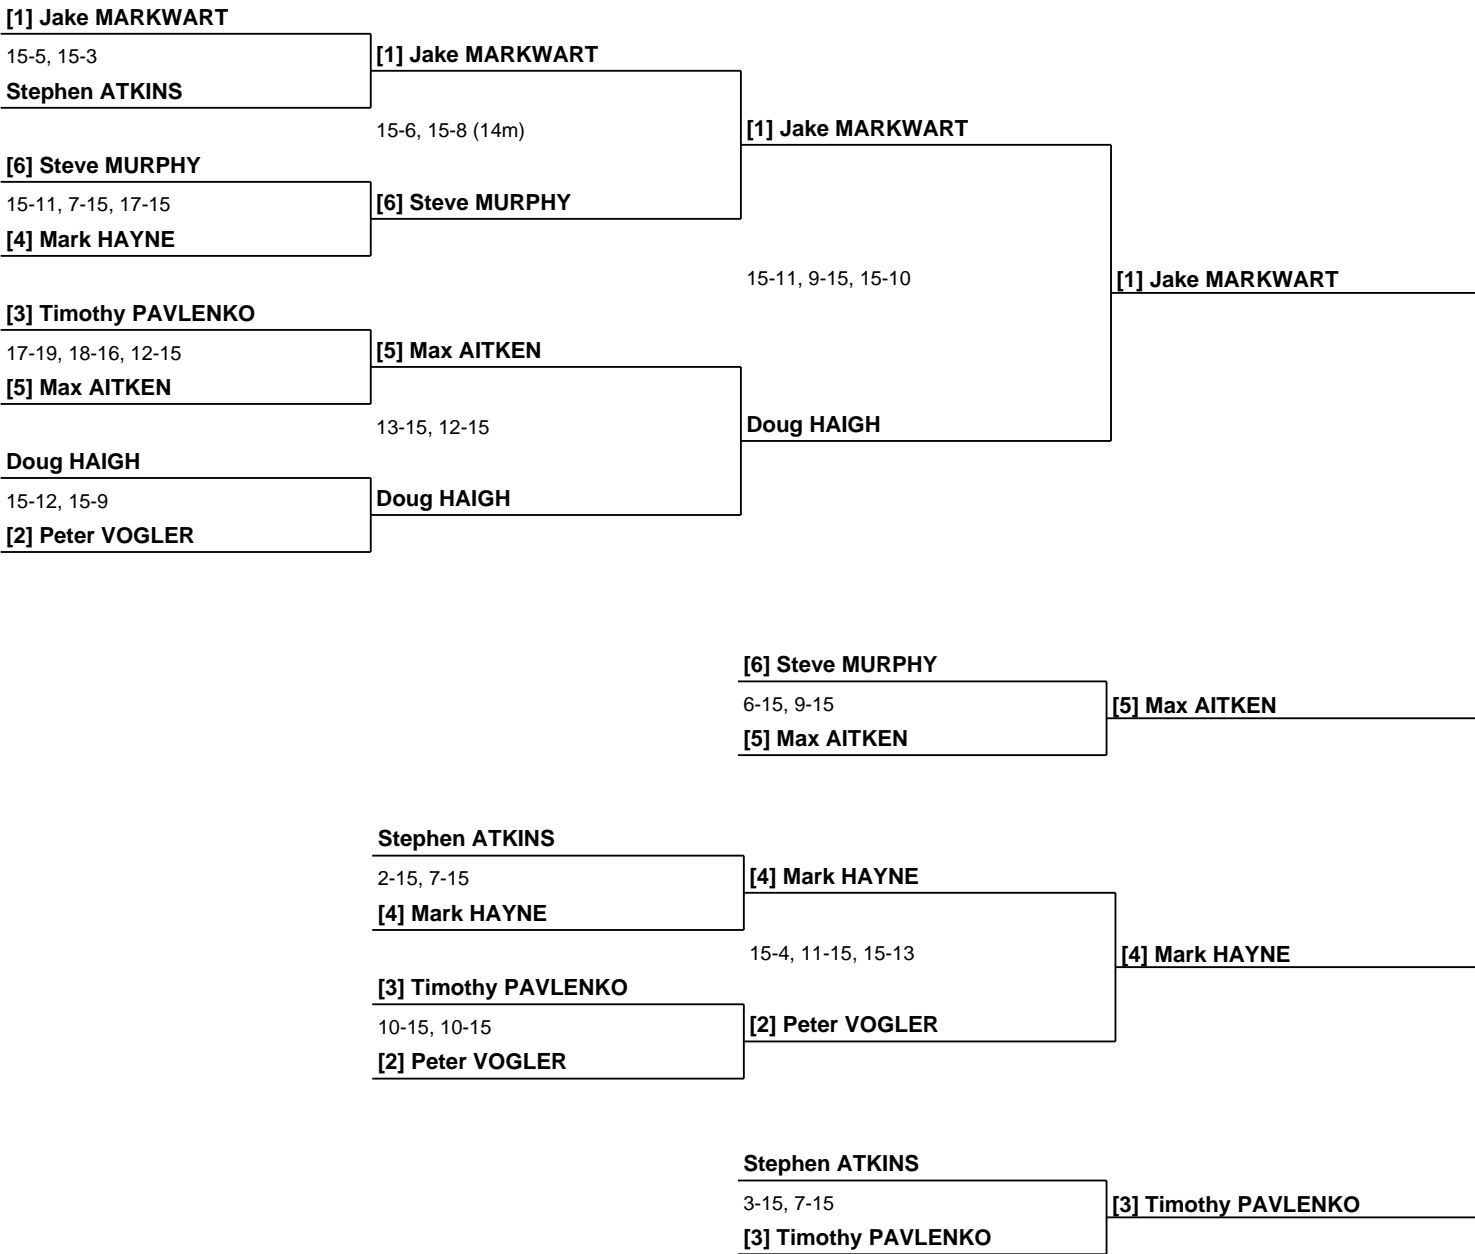 [1] Jake MARKWART
15-5, 15-3
[1] Jake MARKWART
Stephen ATKINS
15-6, 15-8 (14m)
[1] Jake MARKWART
[6] Steve MURPHY
15-11, 7-15, 17-15
[6] Steve MURPHY
[4] Mark HAYNE
15-11, 9-15, 15-10
[1] Jake MARKWART
[3] Timothy PAVLENKO
17-19, 18-16, 12-15
[5] Max AITKEN
[5] Max AITKEN
13-15, 12-15
Doug HAIGH
Doug HAIGH
15-12, 15-9
Doug HAIGH
[2] Peter VOGLER
[6] Steve MURPHY
6-15, 9-15
[5] Max AITKEN
[5] Max AITKEN
Stephen ATKINS
2-15, 7-15
[4] Mark HAYNE
[4] Mark HAYNE
15-4, 11-15, 15-13
[4] Mark HAYNE
[3] Timothy PAVLENKO
10-15, 10-15
[2] Peter VOGLER
[2] Peter VOGLER
Stephen ATKINS
3-15, 7-15
[3] Timothy PAVLENKO
[3] Timothy PAVLENKO